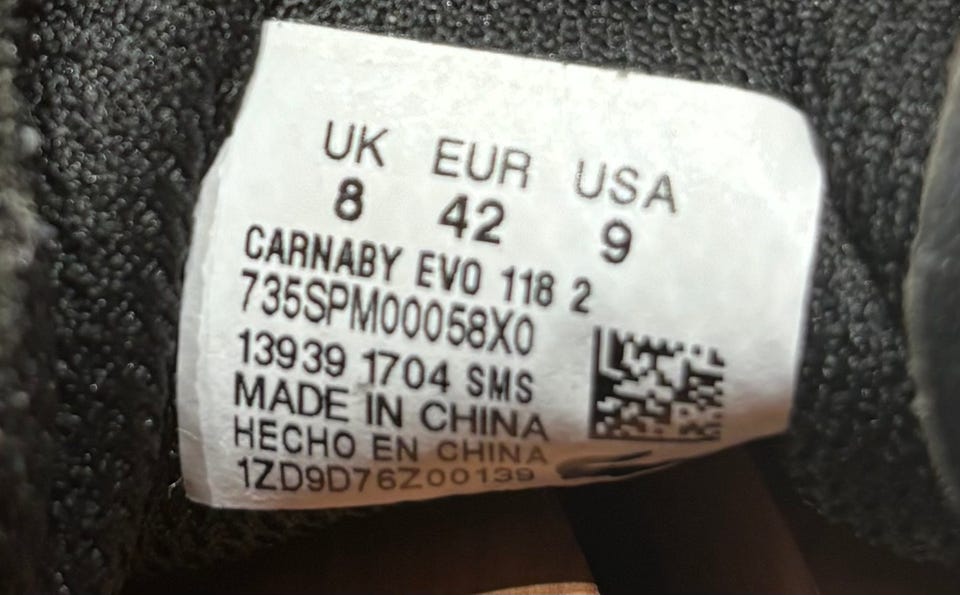 UK EUR USA
8 42 9
CARNABY EVO 118 2
735SPM00058X0
13939 1704 SMS
MADE IN CHINA
HECHO EN CHINA
1ZD9D76Z00139